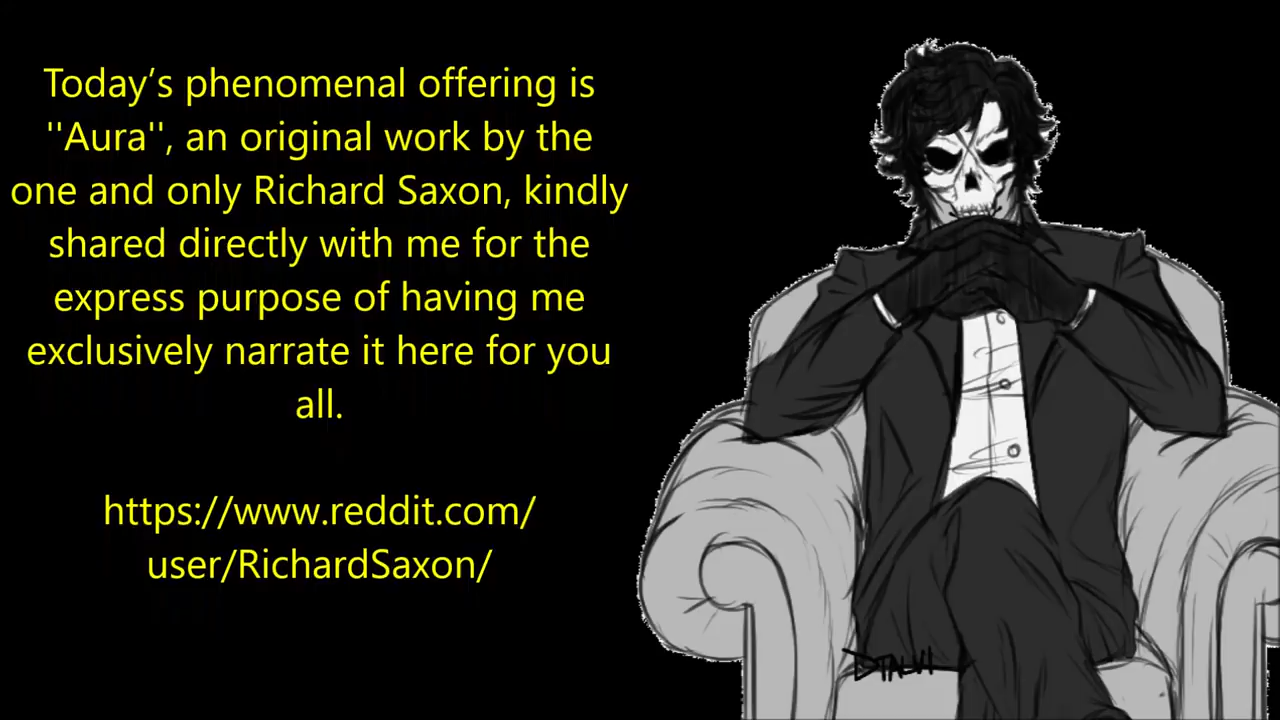 Today’s phenomenal offering is
''Aura'', an original work by the
one and only Richard Saxon, kindly
shared directly with me for the
express purpose of having me
exclusively narrate it here for you
all.
https://www.reddit.com/
user/RichardSaxon/